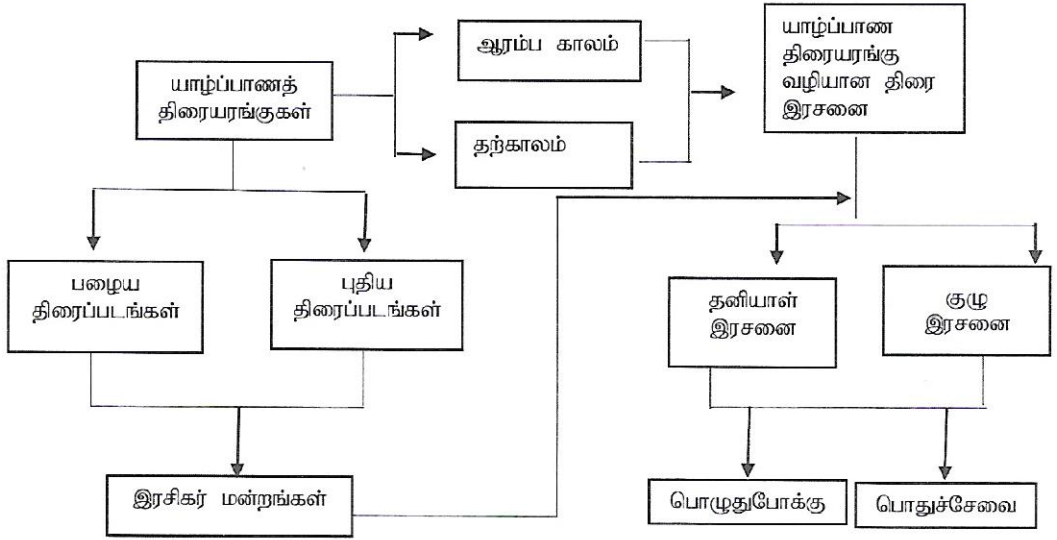 யாழ்ப்பாணத்
திரையரங்குகள்
ஆரம்ப காலம்
தற்காலம்
யாழ்ப்பாண
திரையரங்கு
வழியான திரை
இரசனை
பழைய
திரைப்படங்கள்
புதிய
திரைப்படங்கள்
தனியாள்
இரசனை
குழு
இரசனை
இரசிகர் மன்றங்கள்
பொழுதுபோக்கு
பொதுச்சேவை